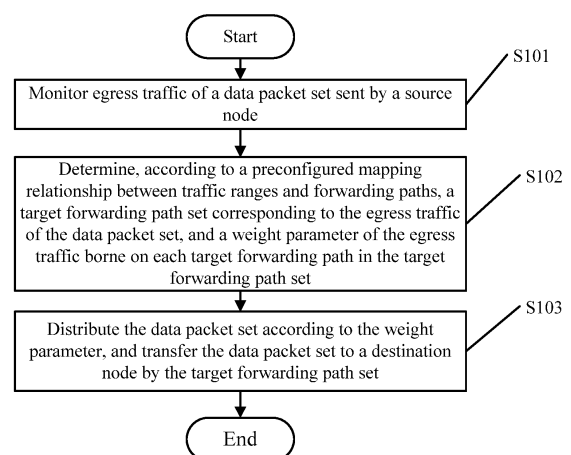 Start
S101
Monitor egress traffic of a data packet set sent by a source
node
S102
Determine, according to a preconfigured mapping
relationship between traffic ranges and forwarding paths, a
target forwarding path set corresponding to the egress traffic
of the data packet set, and a weight parameter of the egress
traffic borne on each target forwarding path in the target
forwarding path set
S103
Distribute the data packet set according to the weight
parameter, and transfer the data packet set to a destination
node by the target forwarding path set
End